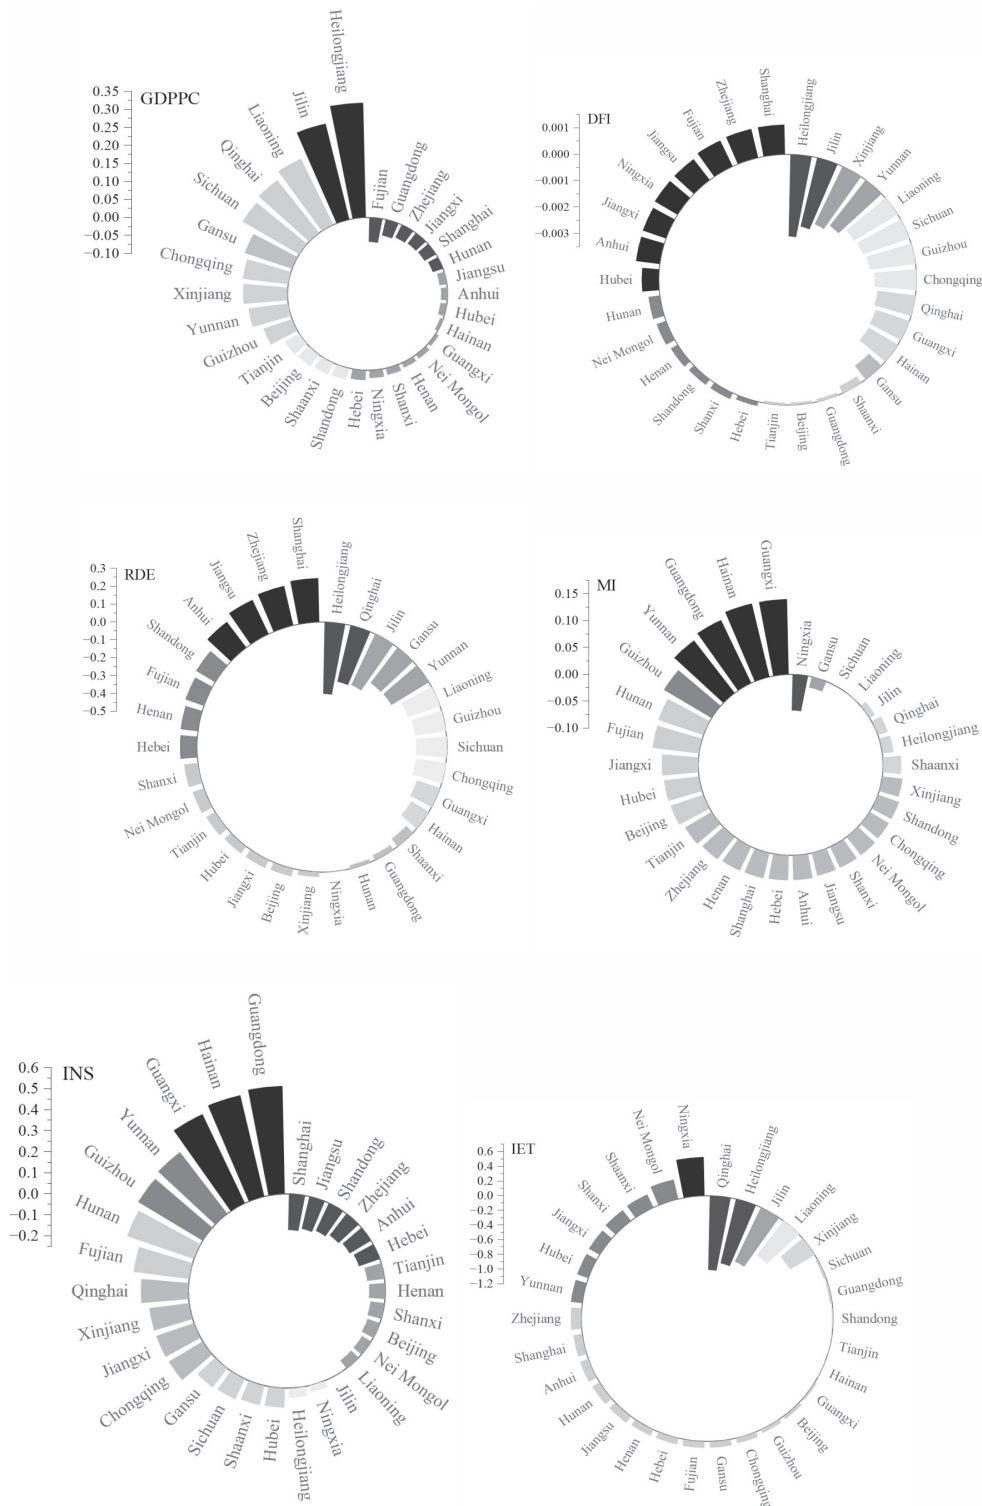 GDPPC
0.35
0.30
0.25
0.20
0.15
0.10
0.05
0.00
−0.05
−0.10
Heilongjiang
Jilin
Liaoning
Qinghai
Sichuan
Gansu
Chongqing
Xinjiang
Yunnan
Guizhou
Tianjin
Beijing
Shaanxi
Shandong
Hebei
Ningxia
Shanxi
Henan
Nei Mongol
Guangxi
Hainan
Hubei
Anhui
Jiangsu
Hunan
Shanghai
Jiangxi
Zhejiang
Guangdong
Fujian
DFI
0.001
0.000
−0.001
−0.002
−0.003
Heilongjiang
Jilin
Xinjiang
Yunnan
Liaoning
Sichuan
Guizhou
Chongqing
Qinghai
Guangxi
Hainan
Gansu
Shaanxi
Guangdong
Beijing
Tianjin
Hebei
Shanxi
Shandong
Henan
Nei Mongol
Hunan
Hubei
Anhui
Jiangxi
Ningxia
Jiangsu
Fujian
Zhejiang
Shanghai
RDE
0.3
0.2
0.1
0.0
−0.1
−0.2
−0.3
−0.4
−0.5
Heilongjiang
Qinghai
Jilin
Gansu
Yunnan
Liaoning
Guizhou
Sichuan
Chongqing
Guangxi
Hainan
Shaanxi
Guangdong
Hunan
Ningxia
Xinjiang
Beijing
Jiangxi
Hubei
Tianjin
Nei Mongol
Shanxi
Hebei
Henan
Fujian
Shandong
Anhui
Jiangsu
Zhejiang
Shanghai
MI
0.15
0.10
0.05
0.00
−0.05
−0.10
Ningxia
Gansu
Sichuan
Liaoning
Jilin
Qinghai
Heilongjiang
Shaanxi
Xinjiang
Shandong
Chongqing
Nei Mongol
Shanxi
Jiangsu
Anhui
Hebei
Shanghai
Henan
Zhejiang
Tianjin
Beijing
Hubei
Jiangxi
Fujian
Hunan
Guizhou
Yunnan
Guangdong
Hainan
Guangxi
INS
0.6
0.5
0.4
0.3
0.2
0.1
0.0
−0.1
−0.2
Shanghai
Jiangsu
Shandong
Zhejiang
Anhui
Hebei
Tianjin
Henan
Shanxi
Beijing
Nei Mongol
Liaoning
Jilin
Ningxia
Heilongjiang
Hubei
Shaanxi
Sichuan
Gansu
Chongqing
Jiangxi
Xinjiang
Qinghai
Fujian
Hunan
Guizhou
Yunnan
Guangxi
Hainan
Guangdong
IET
0.6
0.4
0.2
0.0
−0.2
−0.4
−0.6
−0.8
−1.0
−1.2
Qinghai
Heilongjiang
Jilin
Liaoning
Xinjiang
Sichuan
Guangdong
Shandong
Tianjin
Hainan
Guangxi
Beijing
Guizhou
Chongqing
Gansu
Fujian
Hebei
Henan
Jiangsu
Hunan
Anhui
Shanghai
Zhejiang
Yunnan
Hubei
Jiangxi
Shanxi
Shaanxi
Nei Mongol
Ningxia